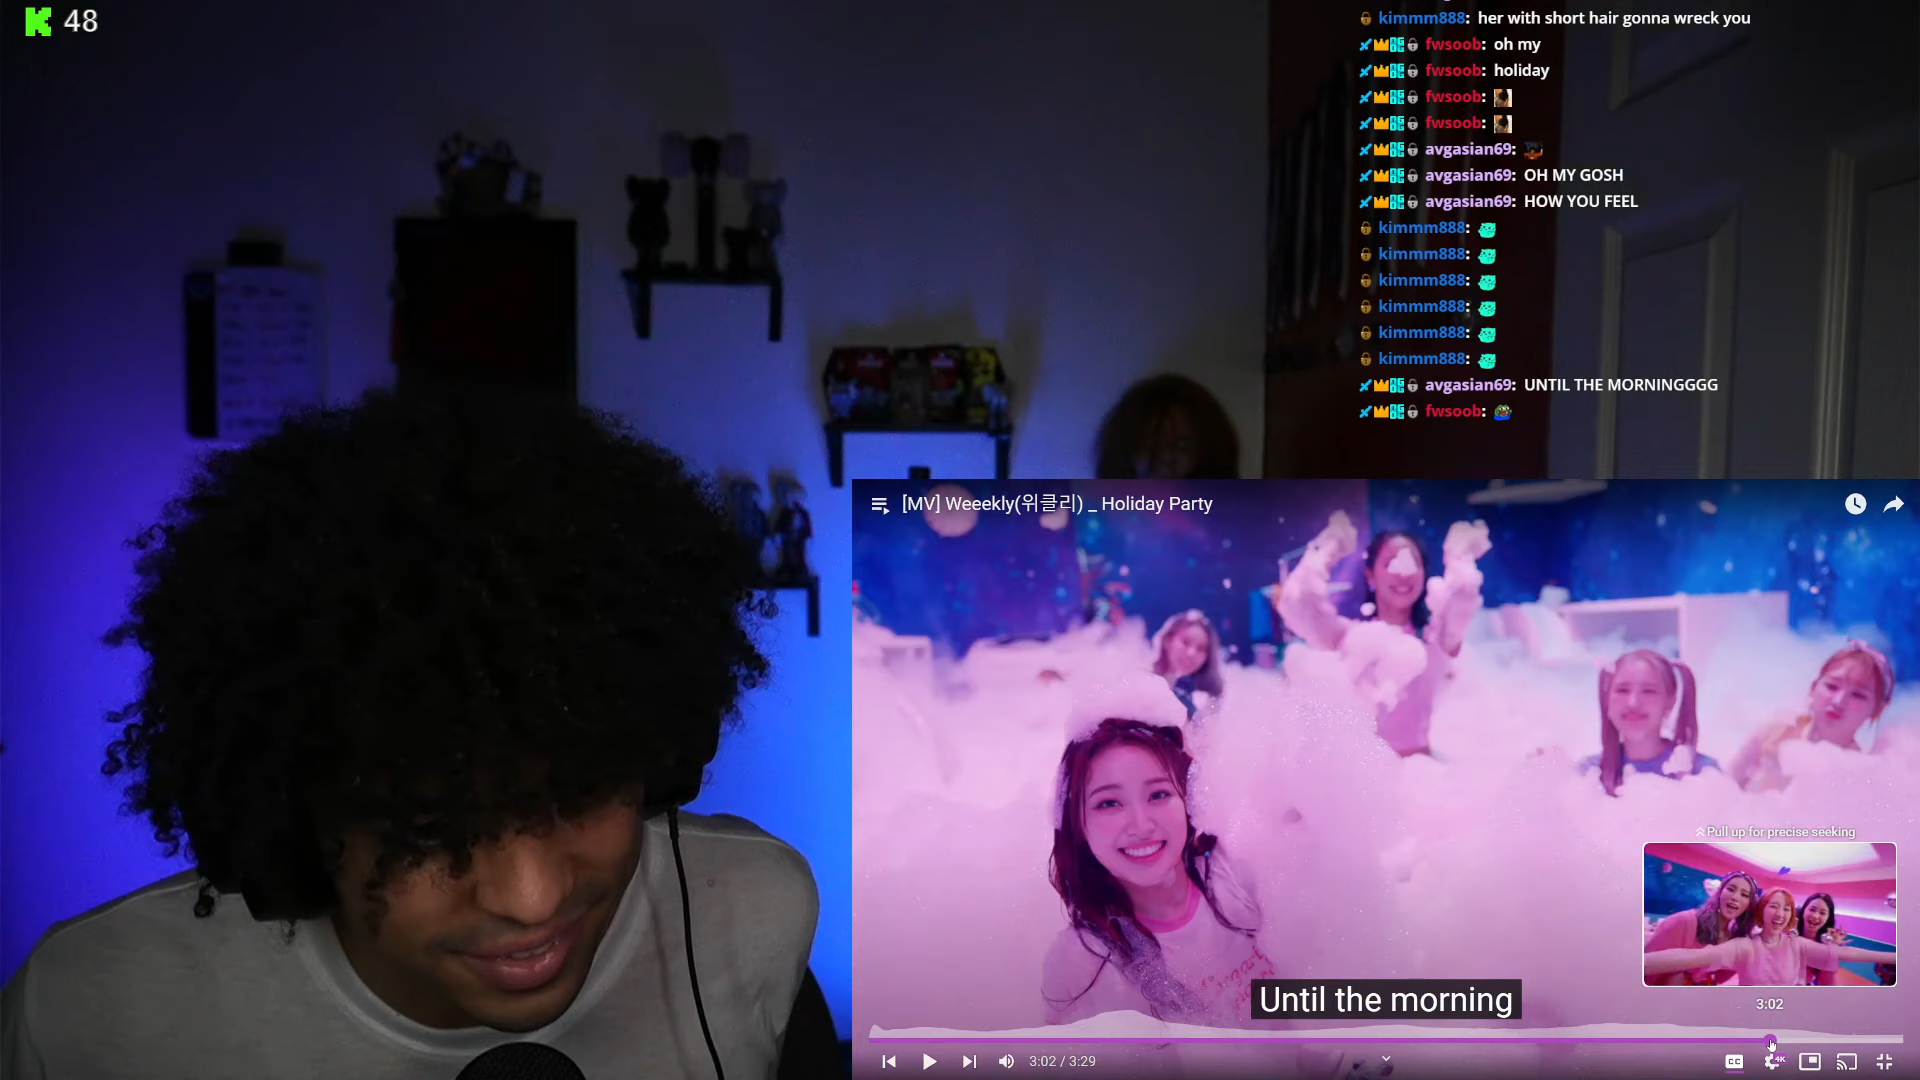 48
kimmm888: her with short hair gonna wreck you
fwsoob: oh my
fwsoob: holiday
fwsoob:
fwsoob:
avgasian69:
avgasian69: OH MY GOSH
avgasian69: HOW YOU FEEL
kimmm888:
kimmm888:
kimmm888:
kimmm888:
kimmm888:
kimmm888:
avgasian69: UNTIL THE MORNINGGGG
fwsoob:
[MV] Weeekly(위클리) _ Holiday Party
Pull up for precise seeking
Until the morning
3:02
3:02 / 3:29
CC
4K